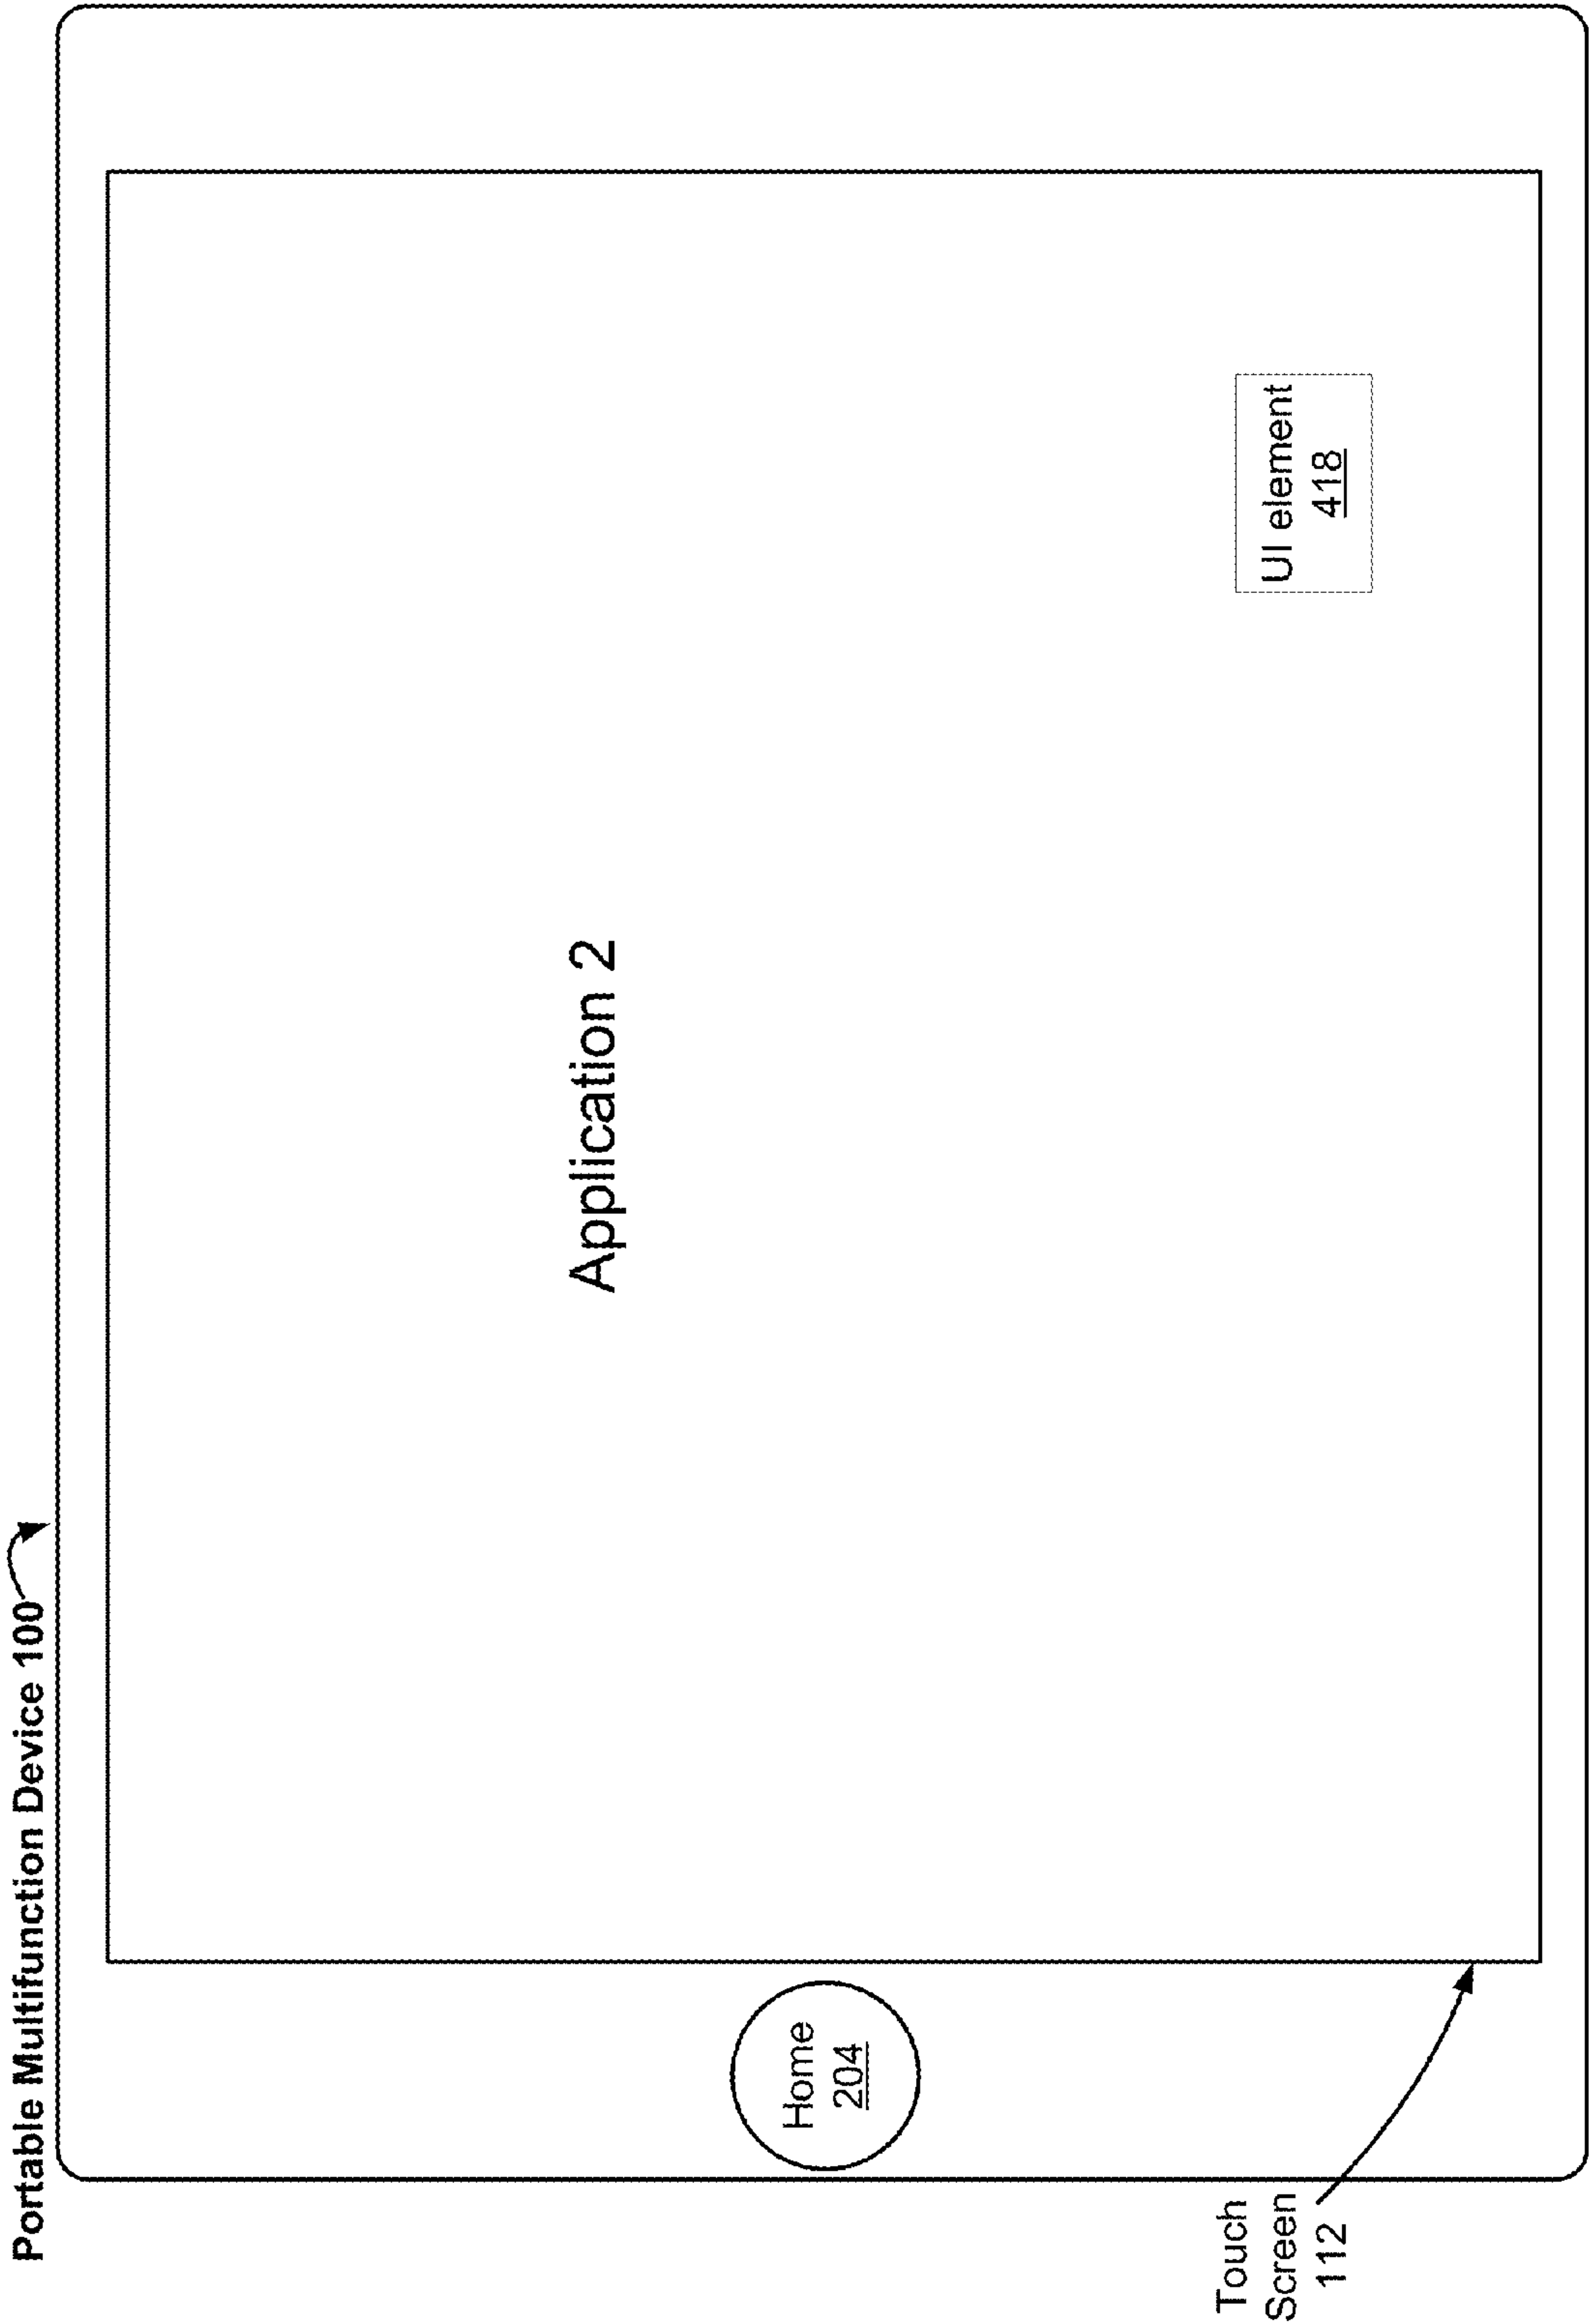 Portable Multifunction Device 100
Application 2
UI element
418
Home
204
Touch
Screen
112